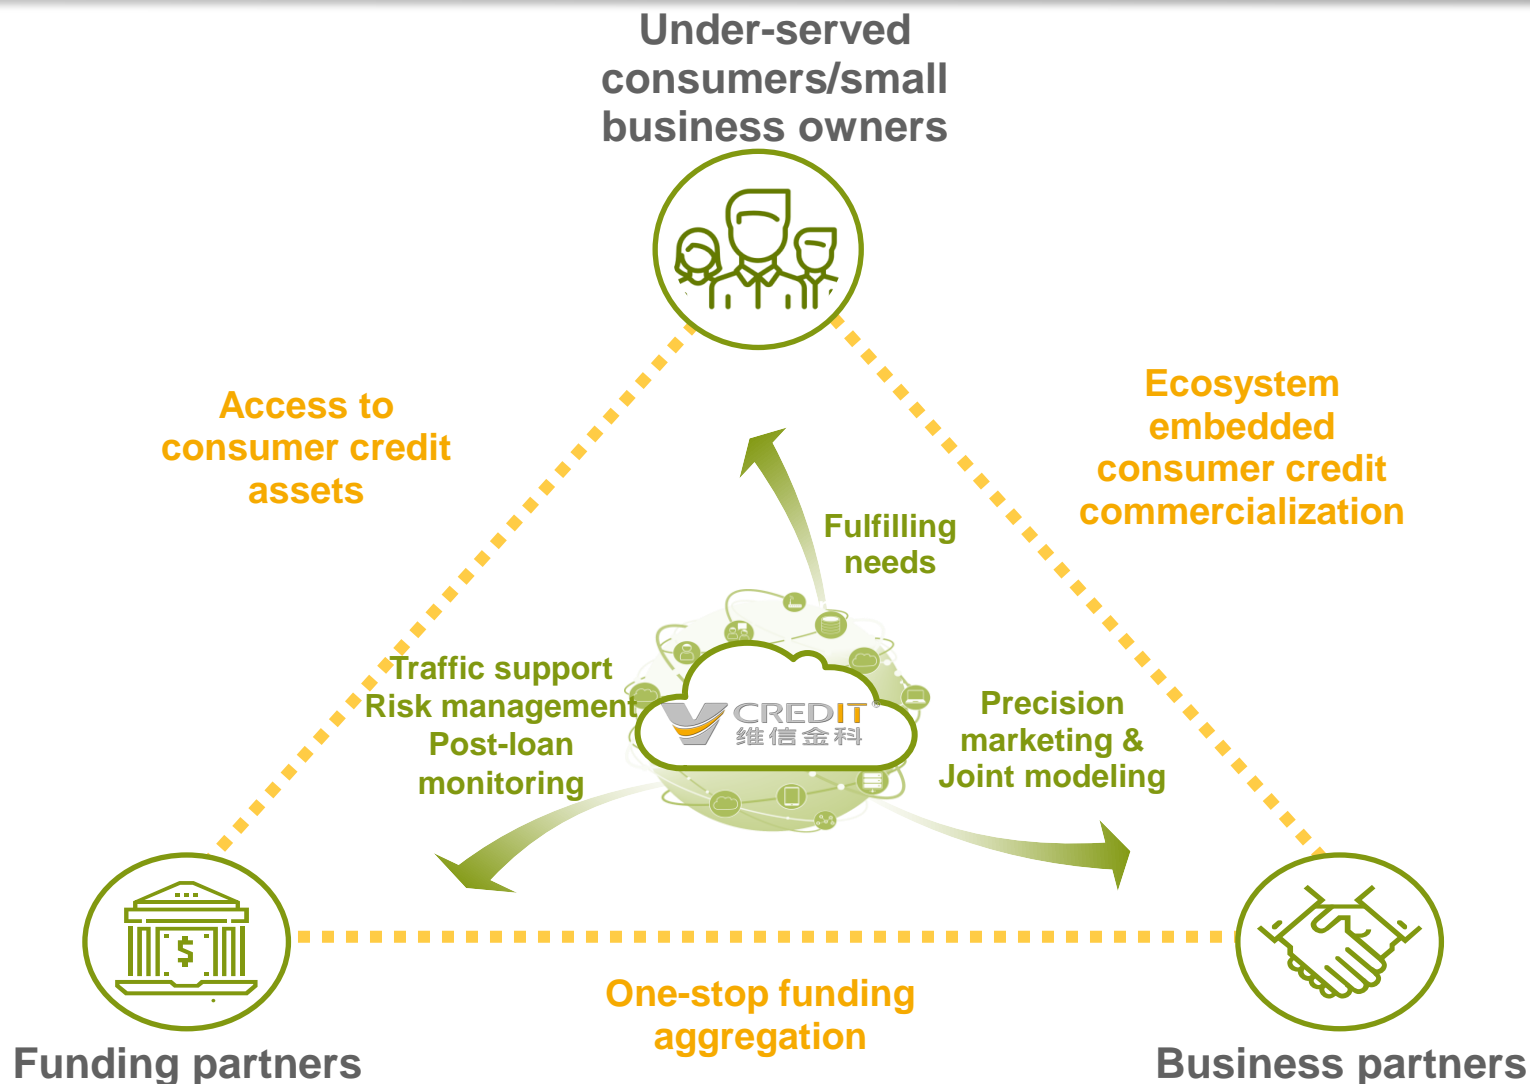 Under-served
consumers/small
business owners
Access to
consumer credit
assets
Ecosystem
embedded
consumer credit
commercialization
Fulfilling
needs
Traffic support
Risk management
Post-loan
monitoring
CREDIT®
维信金科
Precision
marketing &
Joint modeling
$
One-stop funding
aggregation
Funding partners
Business partners